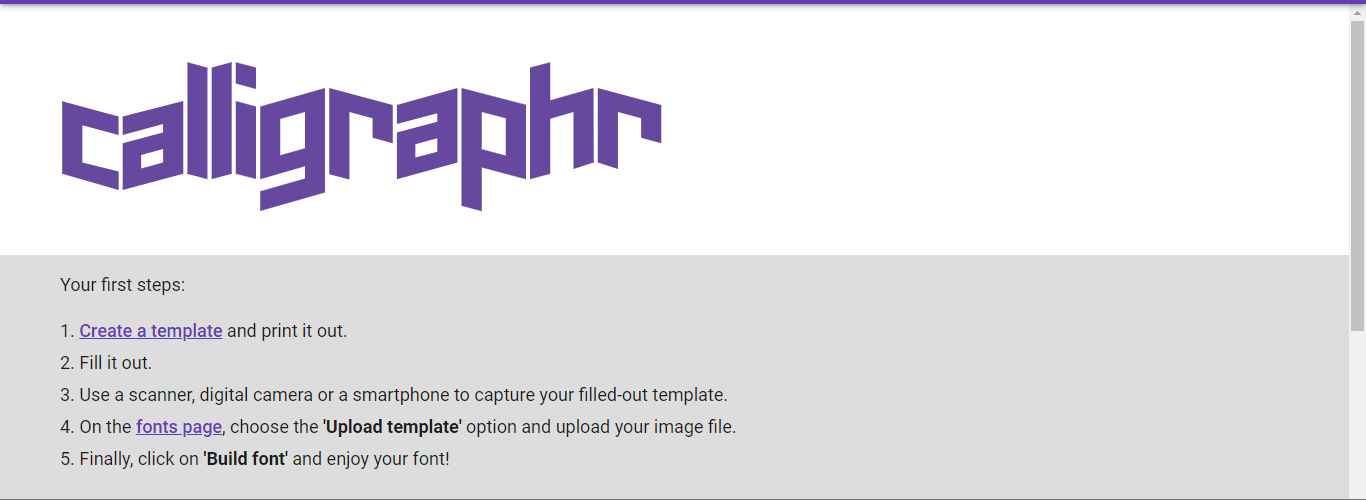 calligraphr
Your first steps:
1. Create a template and print it out.
2. Fill it out.
3. Use a scanner, digital camera or a smartphone to capture your filled-out template.
4. On the fonts page, choose the 'Upload template' option and upload your image file.
5. Finally, click on 'Build font' and enjoy your font!